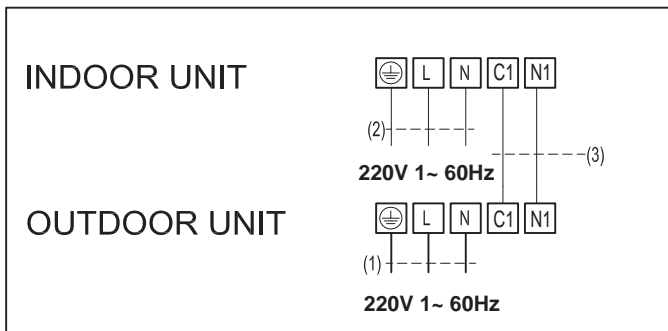 INDOOR UNIT
L N C1 N1
(2)
(3)
220V 1~ 60Hz
OUTDOOR UNIT
L N C1 N1
(1)
220V 1~ 60Hz